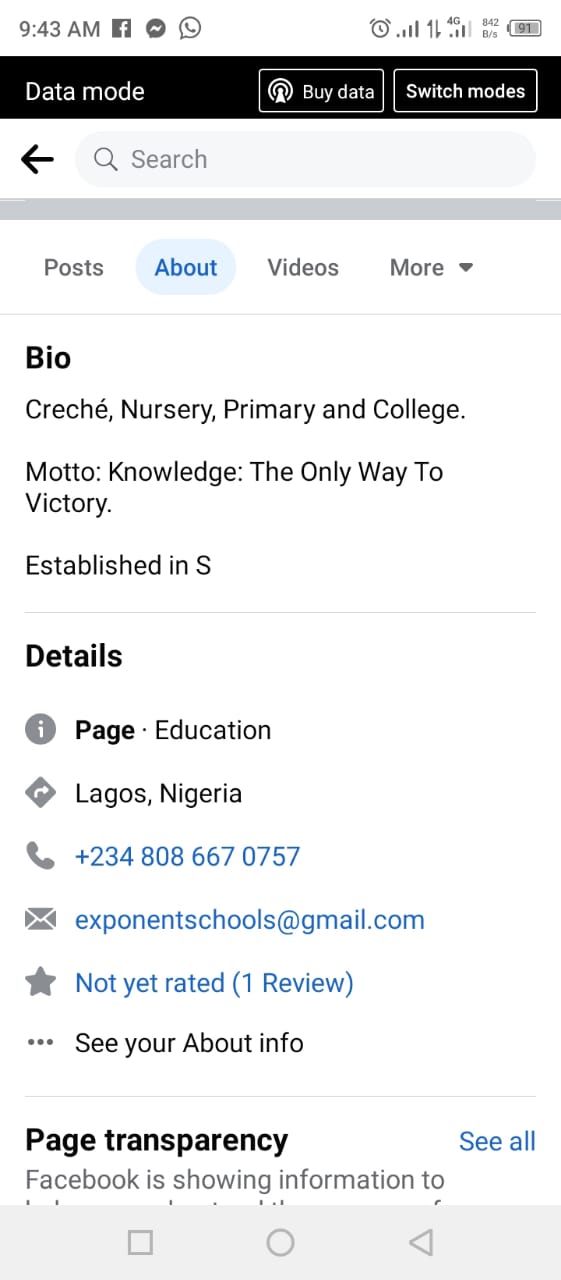 9:43 AM
4G 842 B/s 91
Data mode Buy data Switch modes
Search
Posts About Videos More
Bio
Creché, Nursery, Primary and College.
Motto: Knowledge: The Only Way To
Victory.
Established in S
Details
Page · Education
Lagos, Nigeria
+234 808 667 0757
exponentschools@gmail.com
Not yet rated (1 Review)
See your About info
Page transparency See all
Facebook is showing information to